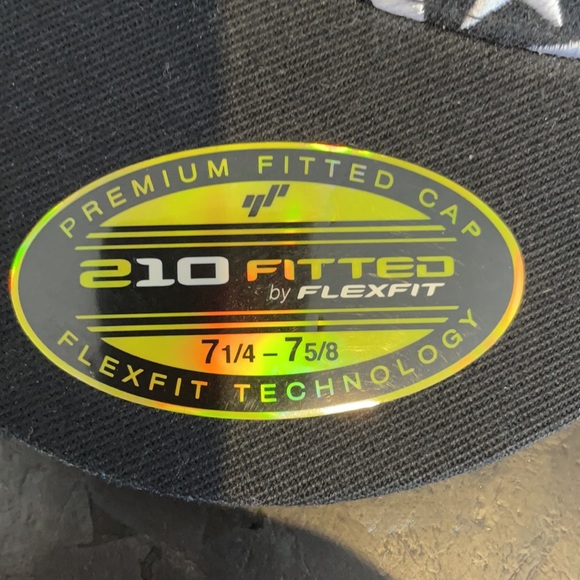 PREMIUM FITTED CAP
210 FITTED
by FLEXFIT
7 1/4 – 7 5/8
FLEXFIT TECHNOLOGY